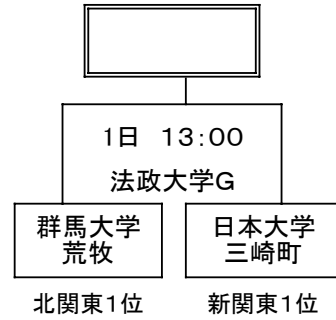 1日 13:00
法政大学G
群馬大学
荒牧
日本大学
三崎町
北関東1位
新関東1位